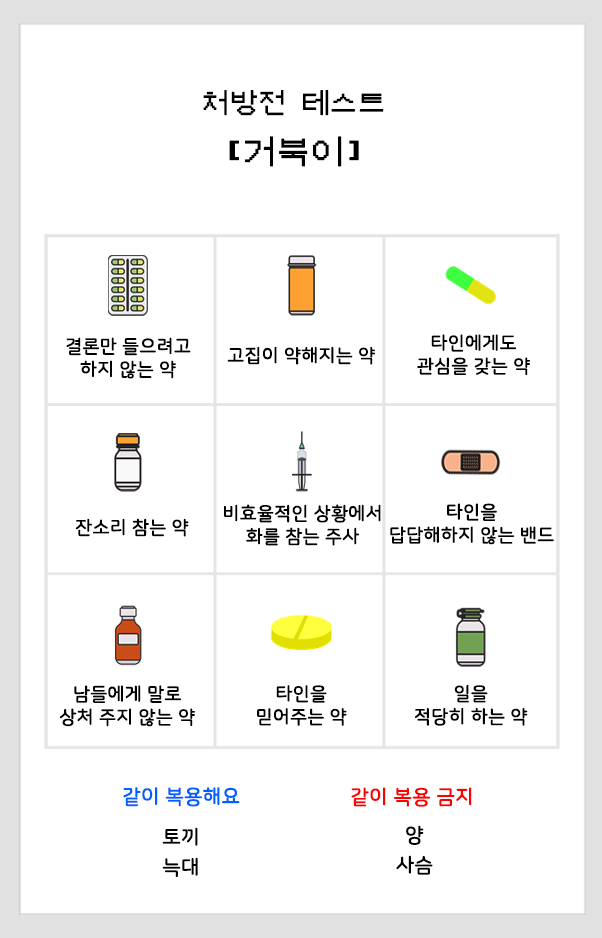 처방전 테스트
[거북이]
결론만 들으려고
하지 않는 약
고집이 약해지는 약
타인에게도
관심을 갖는 약
잔소리 참는 약
비효율적인 상황에서
화를 참는 주사
타인을
답답해하지 않는 밴드
남들에게 말로
상처 주지 않는 약
타인을
믿어주는 약
일을
적당히 하는 약
같이 복용해요
토끼
늑대
같이 복용 금지
양
사슴